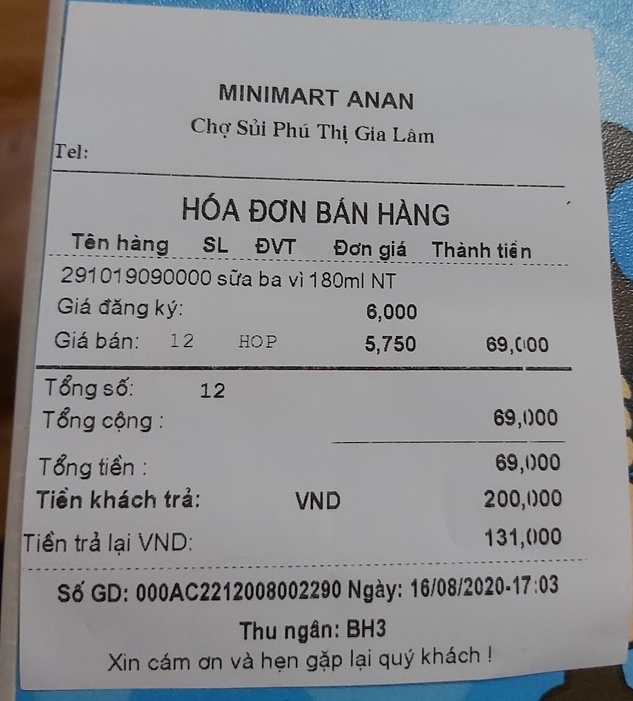 MINIMART ANAN
Chợ Sủi Phú Thị Gia Lâm
Tel:
HÓA ĐƠN BÁN HÀNG
Tên hàng SL ĐVT Đơn giá Thành tiền
291019090000 sữa ba vì 180ml NT
Giá đăng ký: 6,000
Giá bán: 12 HOP 5,750 69,000
Tổng số: 12
Tổng cộng : 69,000
Tổng tiền : 69,000
Tiền khách trả: VND 200,000
Tiền trả lại VND: 131,000
Số GD: 000AC2212008002290 Ngày: 16/08/2020-17:03
Thu ngân: BH3
Xin cám ơn và hẹn gặp lại quý khách !